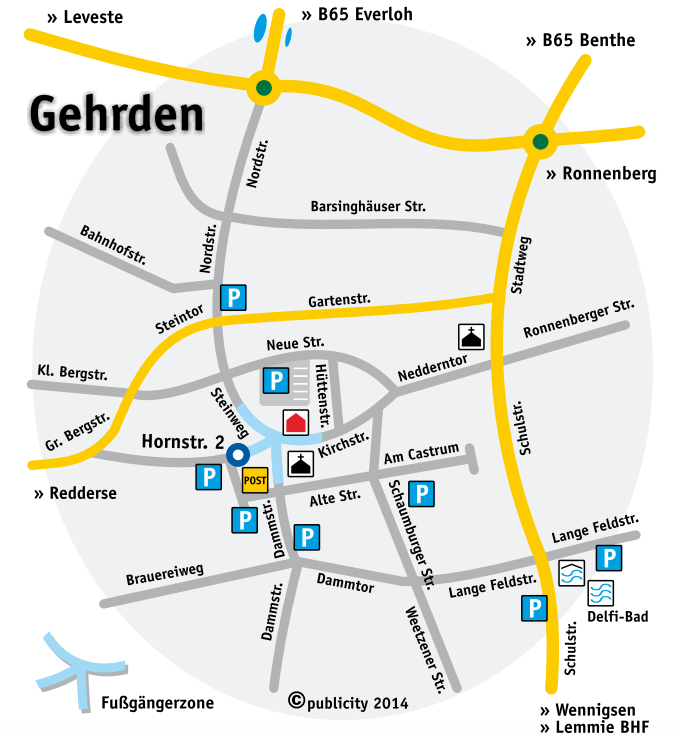 » Leveste
» B65 Everloh
» B65 Benthe
Gehrden
Nordstr.
» Ronnenberg
Barsinghäuser Str.
Bahnhofstr.
Nordstr.
Stadtweg
P
Gartenstr.
Steintor
Ronnenberger Str.
Neue Str.
Kl. Bergstr.
P
Hüttenstr.
Nedderntor
Steinweg
Gr. Bergstr.
Schulstr.
Hornstr. 2
Kirchstr.
Am Castrum
P
POST
» Redderse
Alte Str.
P
Schaumburger Str.
P
Dammstr.
P
Lange Feldstr.
P
Brauereiweg
Dammtor
Lange Feldstr.
P
Delfi-Bad
Dammstr.
Weetzener Str.
Schulstr.
Fußgängerzone
©publicity 2014
» Wennigsen
» Lemmie BHF